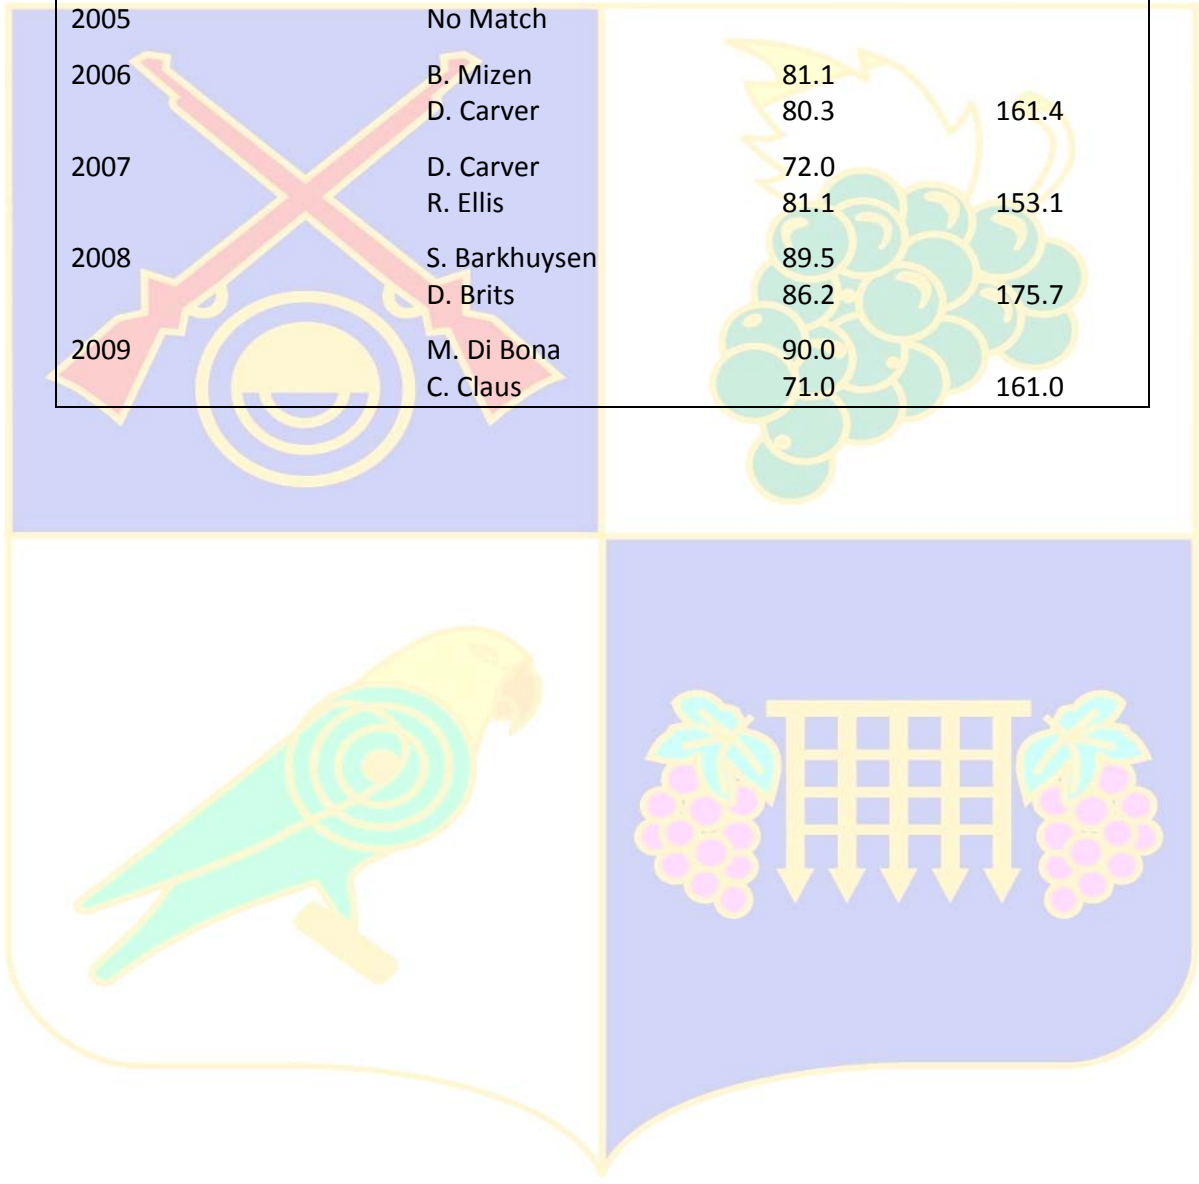 2005 No Match
2006 B. Mizen 81.1
D. Carver 80.3 161.4
2007 D. Carver 72.0
R. Ellis 81.1 153.1
2008 S. Barkhuysen 89.5
D. Brits 86.2 175.7
2009 M. Di Bona 90.0
C. Claus 71.0 161.0